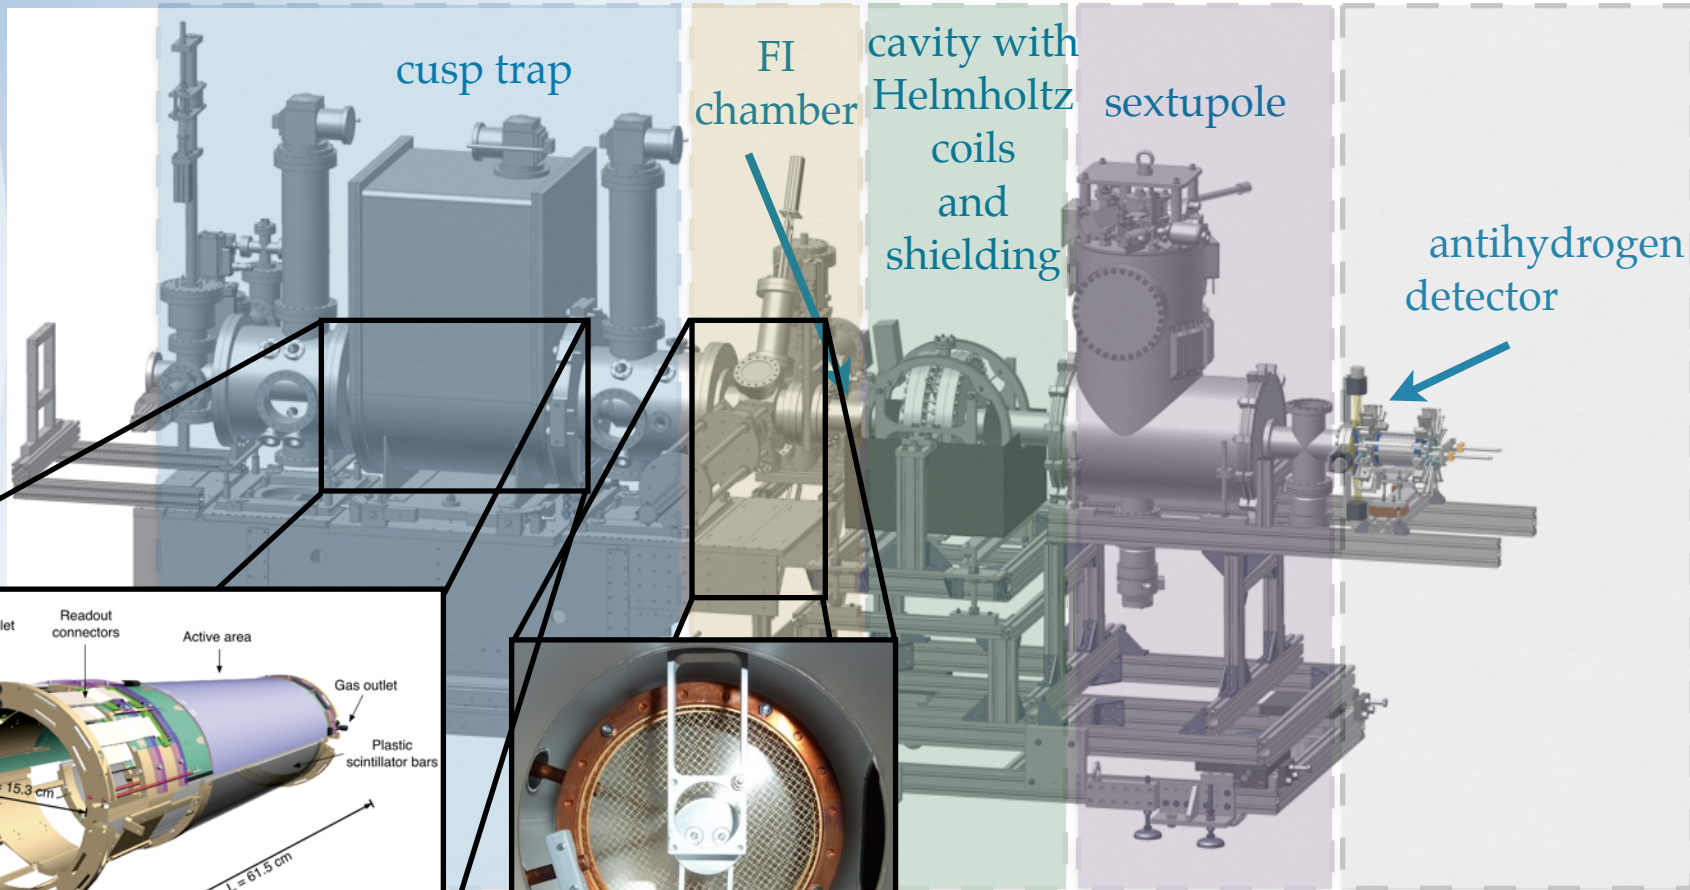 cusp trap
FI
chamber
cavity with
Helmholtz
coils
and
shielding
sextupole
antihydrogen
detector
Readout
connectors
Active area
Gas outlet
Plastic
scintillator bars
15.3 cm
L = 61.5 cm